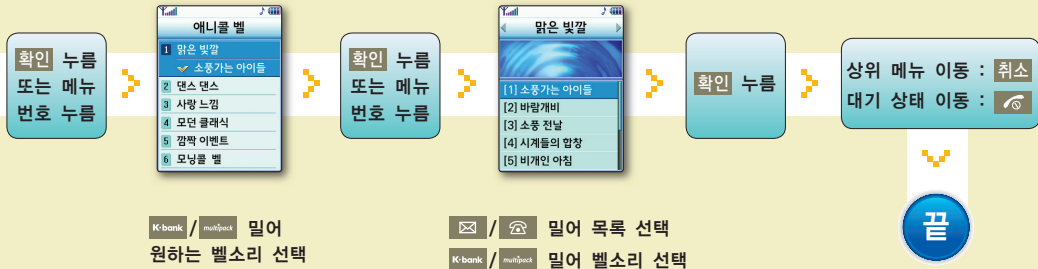 확인 누름
또는 메뉴
번호 누름
애니콜 벨
1 맑은 빛깔
소풍가는 아이들
2 댄스 댄스
3 사랑 느낌
4 모던 클래식
5 깜짝 이벤트
6 모닝콜 벨
K·bank / multipack 밀어
원하는 벨소리 선택
확인 누름
또는 메뉴
번호 누름
맑은 빛깔
[1] 소풍가는 아이들
[2] 바람개비
[3] 소풍 전날
[4] 시계들의 합창
[5] 비개인 아침
/ 밀어 목록 선택
K·bank / multipack 밀어 벨소리 선택
확인 누름
상위 메뉴 이동 : 취소
대기 상태 이동 :
끝